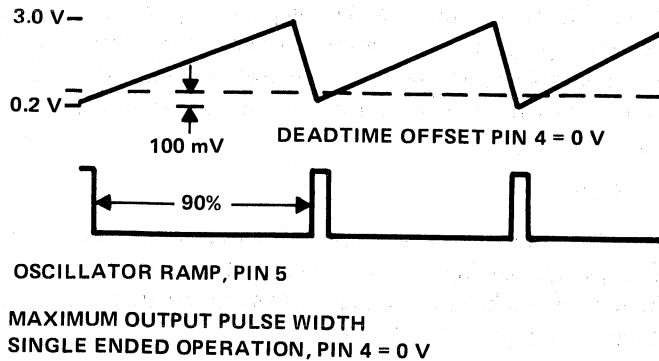 3.0 V
0.2 V
100 mV
DEADTIME OFFSET PIN 4 = 0 V
90%
OSCILLATOR RAMP, PIN 5
MAXIMUM OUTPUT PULSE WIDTH
SINGLE ENDED OPERATION, PIN 4 = 0 V